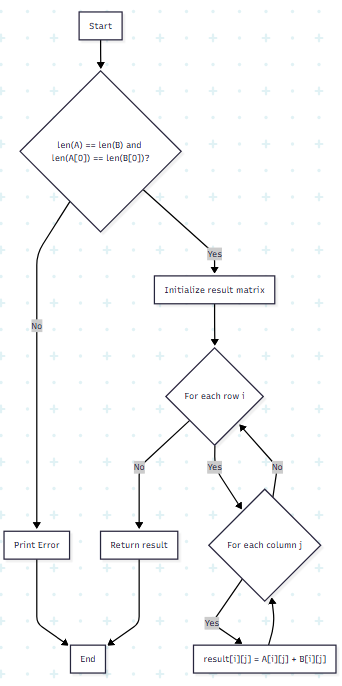 Start
len(A) == len(B) and
len(A[0]) == len(B[0])?
Yes
Initialize result matrix
No
For each row i
No
Yes
No
Print Error
Return result
For each column j
Yes
End
result[i][j] = A[i][j] + B[i][j]